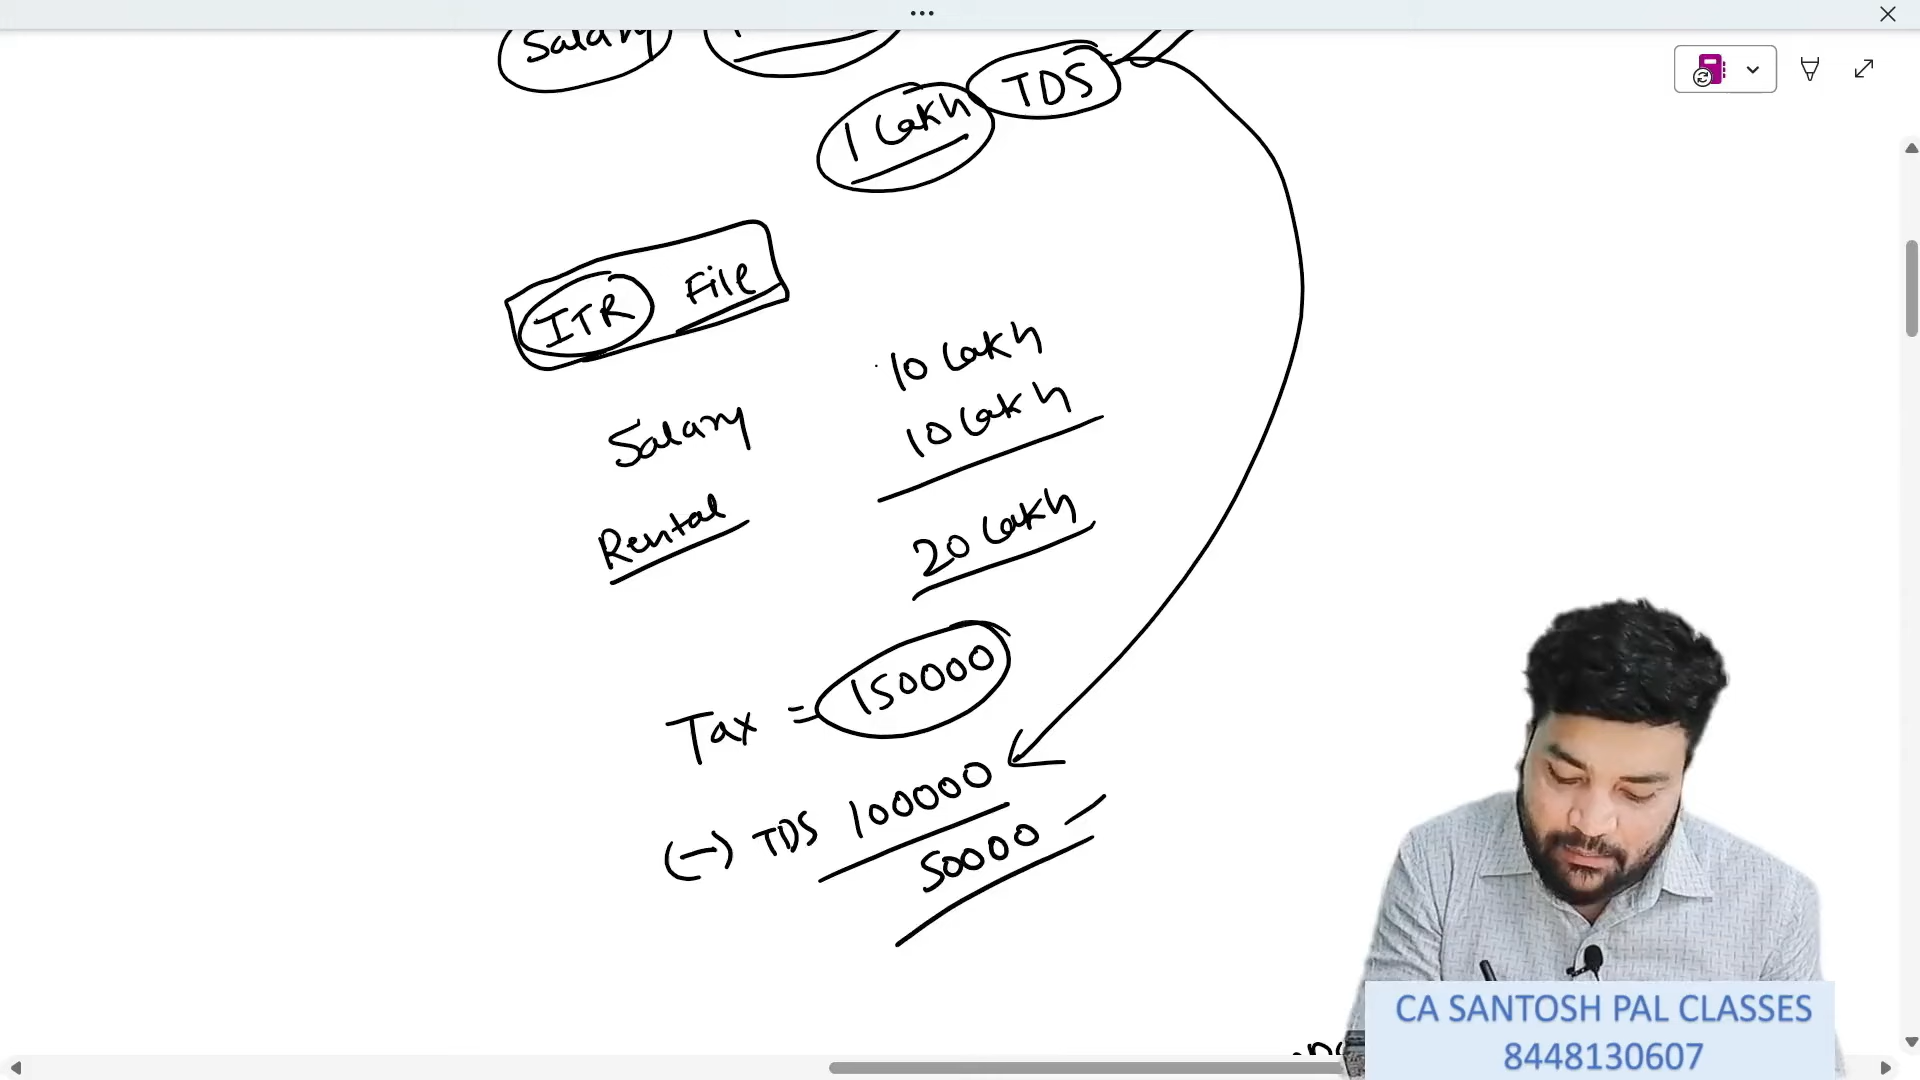 Salary
1 Lakh TDS
ITR File
Salary 10 Lakh
Rental 10 Lakh
20 Lakh
Tax = 150000
(-) TDS 100000
50000
CA SANTOSH PAL CLASSES
8448130607